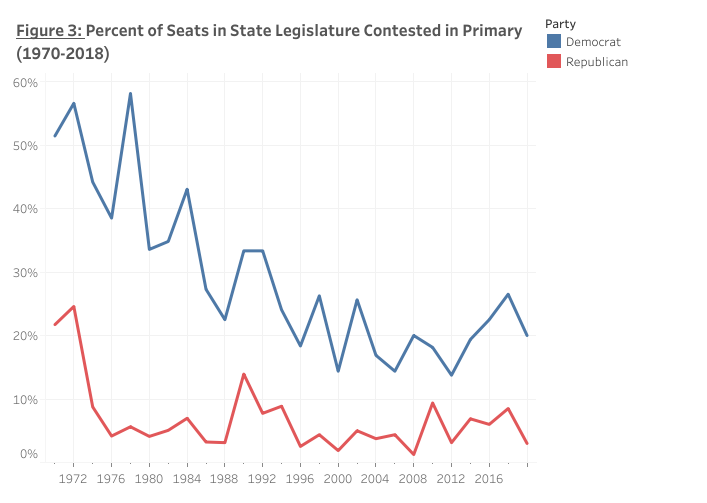 Figure 3: Percent of Seats in State Legislature Contested in Primary
(1970-2018)
Party
Democrat
Republican
60%
50%
40%
30%
20%
10%
0%
1972 1976 1980 1984 1988 1992 1996 2000 2004 2008 2012 2016